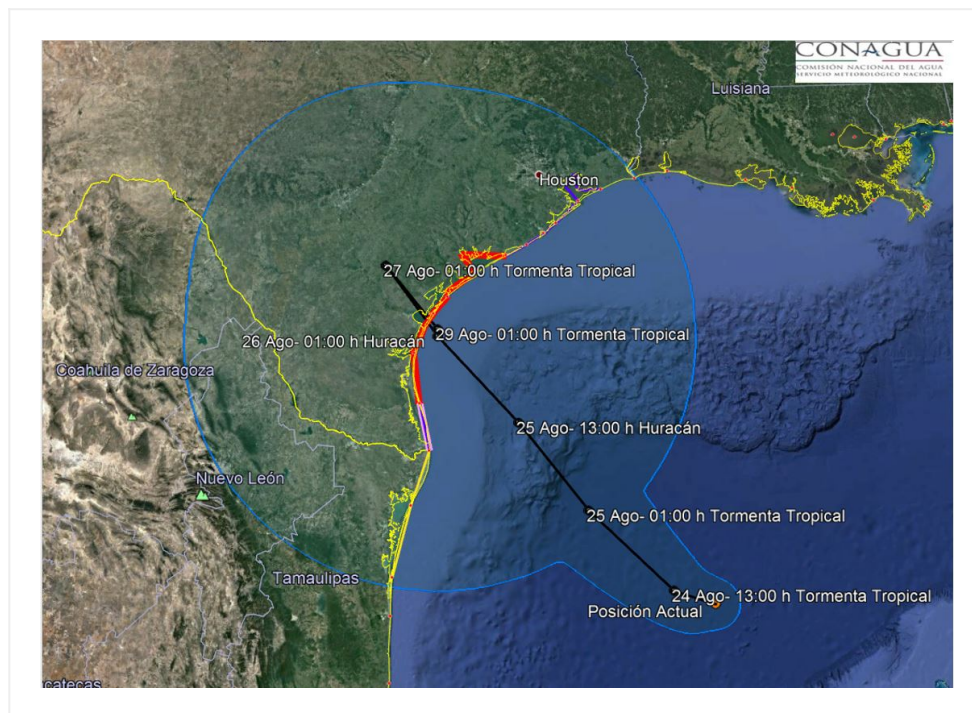 CONAGUA
COMISIÓN NACIONAL DEL AGUA
SERVICIO METEOROLÓGICO NACIONAL
Luisiana
Houston
27 Ago- 01:00 h Tormenta Tropical
29 Ago- 01:00 h Tormenta Tropical
26 Ago- 01:00 h Huracán
Coahuila de Zaragoza
25 Ago- 13:00 h Huracán
Nuevo León
25 Ago- 01:00 h Tormenta Tropical
Tamaulipas
24 Ago- 13:00 h Tormenta Tropical
Posición Actual
catecas